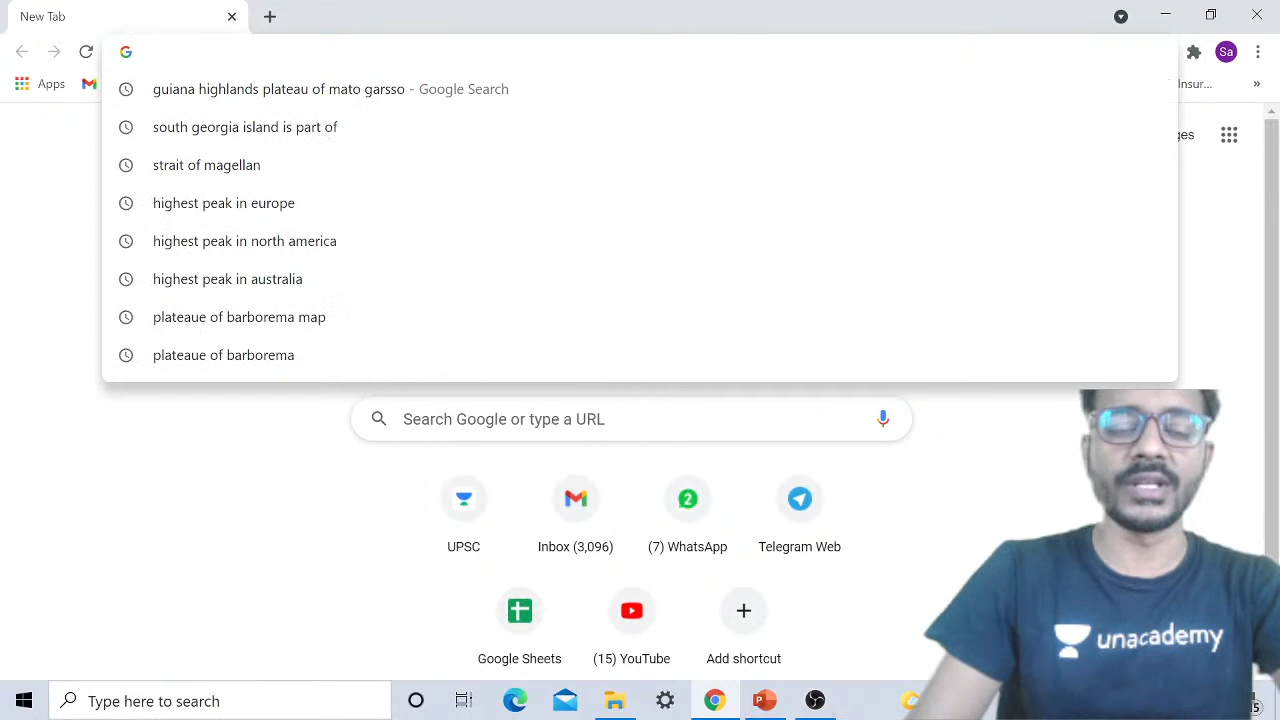 New Tab
Sa
Apps
Insur...
»
guiana highlands plateau of mato garsso - Google Search
south georgia island is part of
strait of magellan
highest peak in europe
highest peak in north america
highest peak in australia
plateaue of barborema map
plateaue of barborema
Search Google or type a URL
2
UPSC
Inbox (3,096)
(7) WhatsApp
Telegram Web
Google Sheets
(15) YouTube
Add shortcut
unacademy
Type here to search